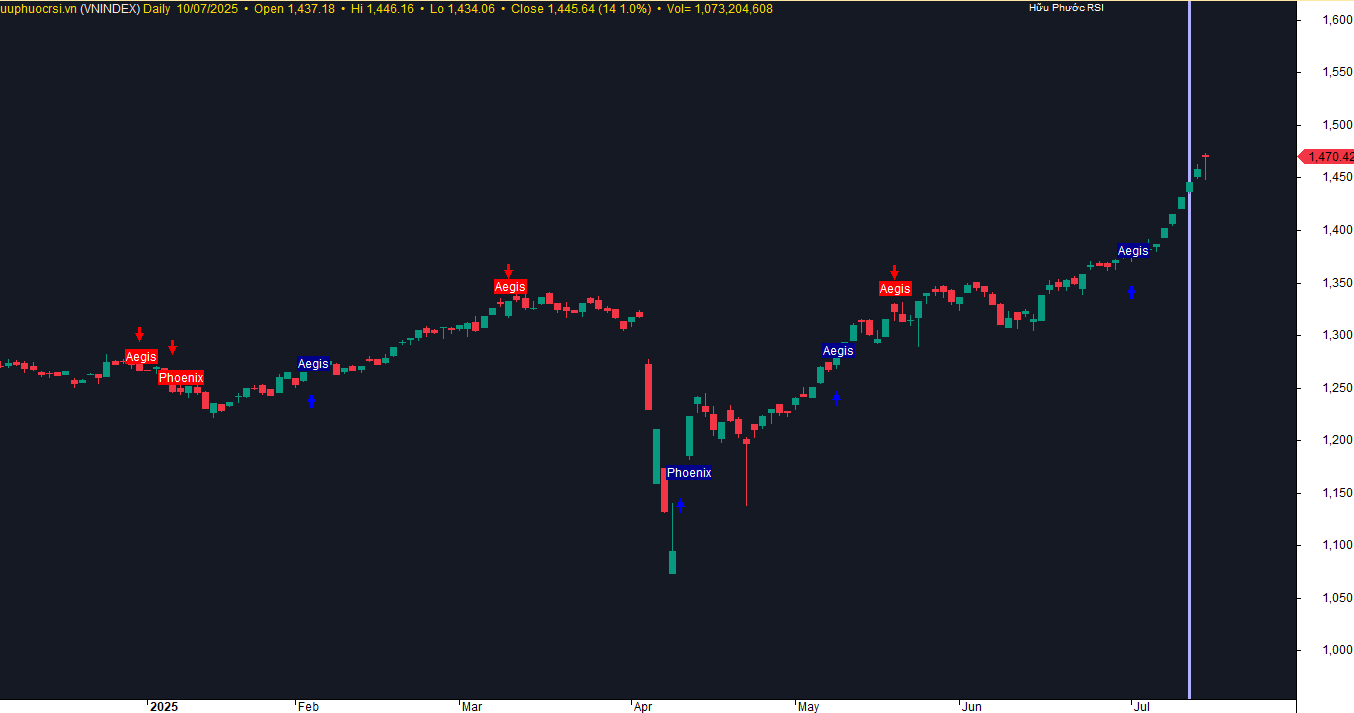 uuphuocrsi.vn (VNINDEX) Daily 10/07/2025 • Open 1,437.18 • Hi 1,446.16 • Lo 1,434.06 • Close 1,445.64 (14 1.0%) • Vol= 1,073,204,608
Hữu Phước RSI
1,600
1,550
1,500
1,470.42
1,450
1,400
Aegis
Aegis
Aegis
1,350
1,300
Aegis
Aegis
Aegis
Phoenix
1,250
1,200
Phoenix
1,150
1,100
1,050
1,000
2025 Feb Mar Apr May Jun Jul